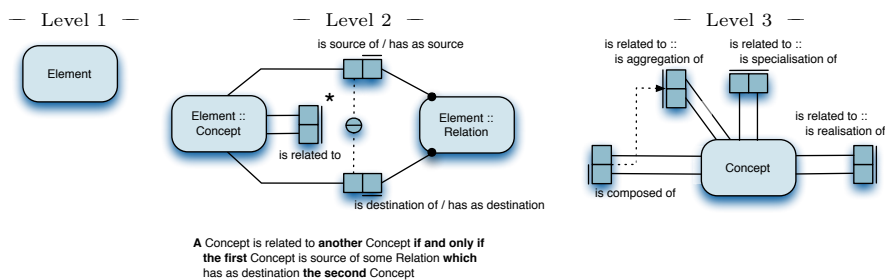 — Level 1 —
— Level 2 —
— Level 3 —
Element
is source of / has as source
Element ::
Concept
*
is related to
Element ::
Relation
is destination of / has as destination
A Concept is related to another Concept if and only if
the first Concept is source of some Relation which
has as destination the second Concept
is related to ::
is aggregation of
is related to ::
is specialisation of
is related to ::
is realisation of
Concept
is composed of